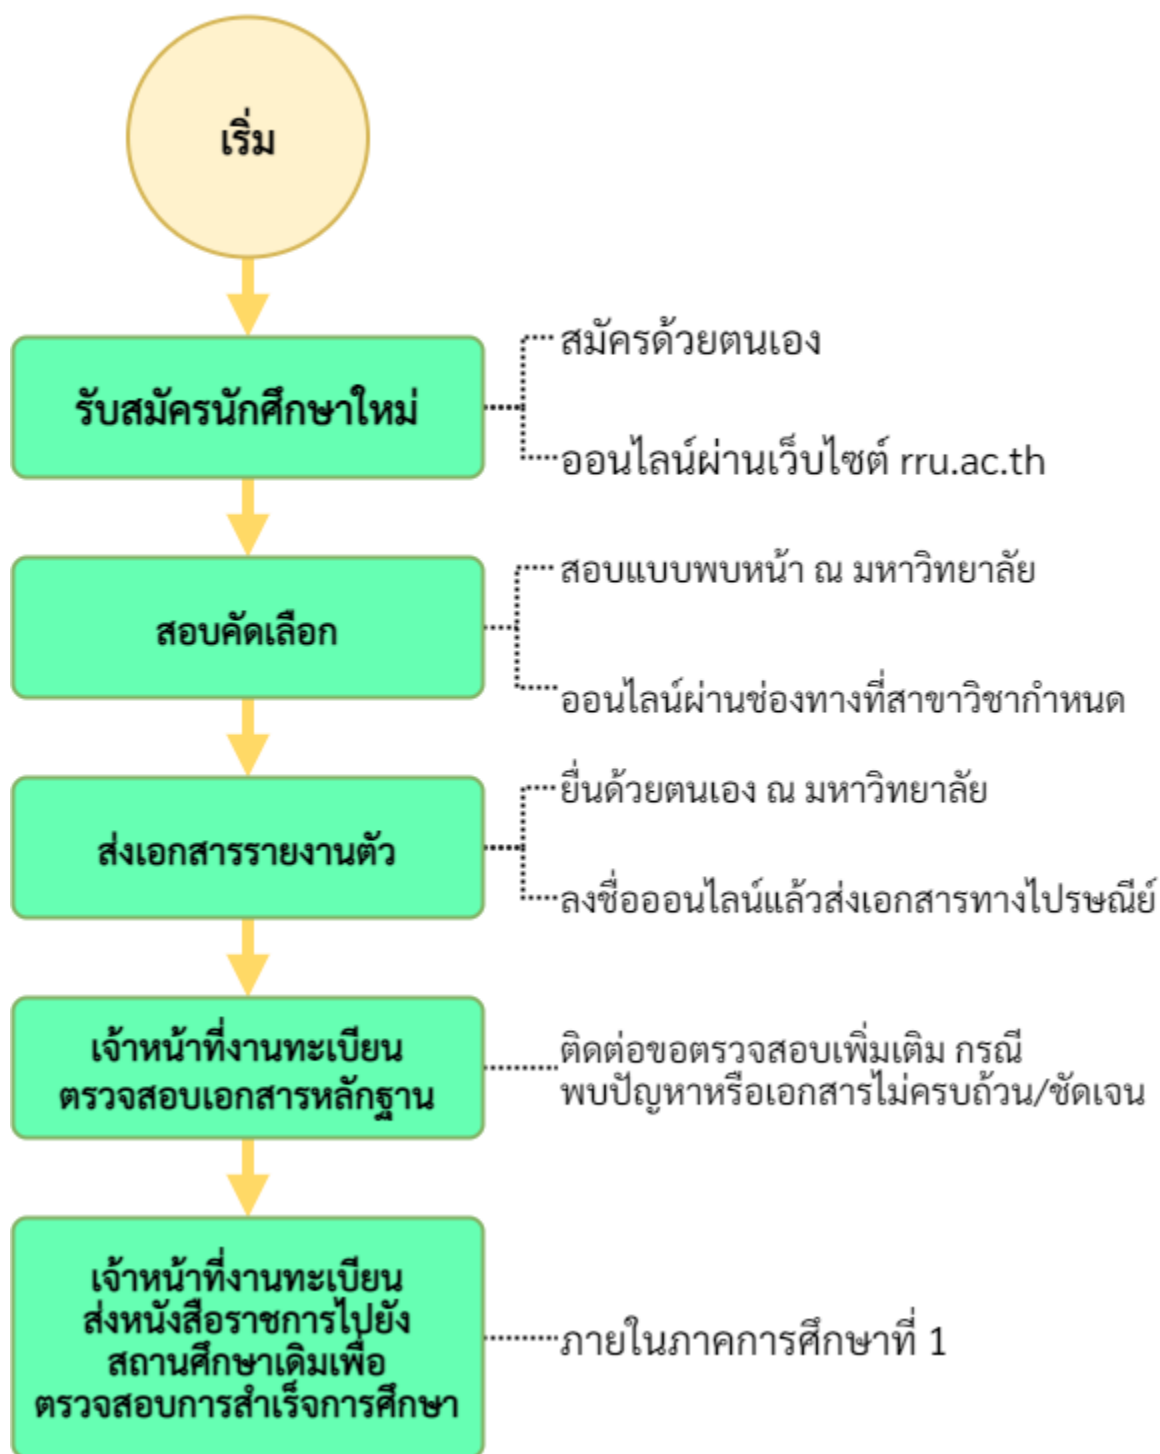 เริ่ม
รับสมัครนักศึกษาใหม่
สมัครด้วยตนเอง
ออนไลน์ผ่านเว็บไซต์ rru.ac.th
สอบคัดเลือก
สอบแบบพบหน้า ณ มหาวิทยาลัย
ออนไลน์ผ่านช่องทางที่สาขาวิชากำหนด
ส่งเอกสารรายงานตัว
ยื่นด้วยตนเอง ณ มหาวิทยาลัย
ลงชื่อออนไลน์แล้วส่งเอกสารทางไปรษณีย์
เจ้าหน้าที่งานทะเบียน
ตรวจสอบเอกสารหลักฐาน
ติดต่อขอตรวจสอบเพิ่มเติม กรณี
พบปัญหาหรือเอกสารไม่ครบถ้วน/ชัดเจน
เจ้าหน้าที่งานทะเบียน
ส่งหนังสือราชการไปยัง
สถานศึกษาเดิมเพื่อ
ตรวจสอบการสำเร็จการศึกษา
ภายในภาคการศึกษาที่ 1